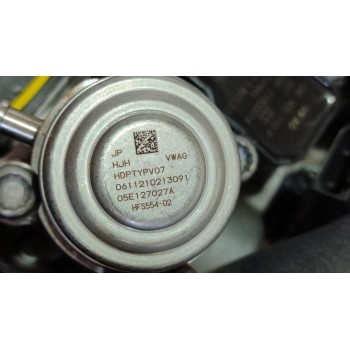 JP
HJH VWAG
HDPTYPV07
0611210213091
05E127027A
HFS554-02